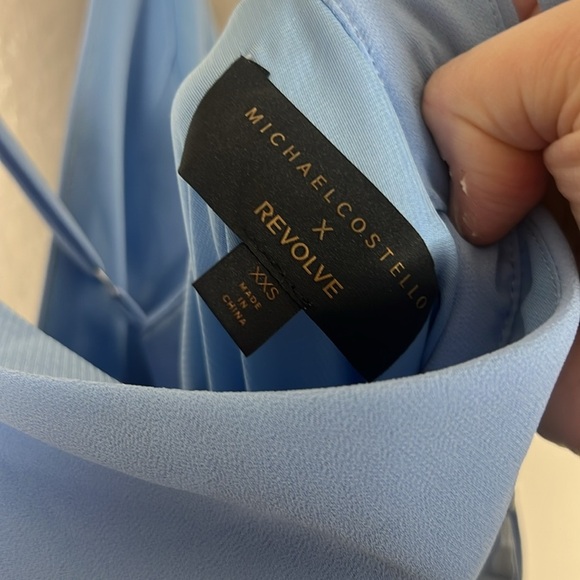 MICHAELCOSTELLO
X
REVOLVE
XXS
MADE
IN
CHINA